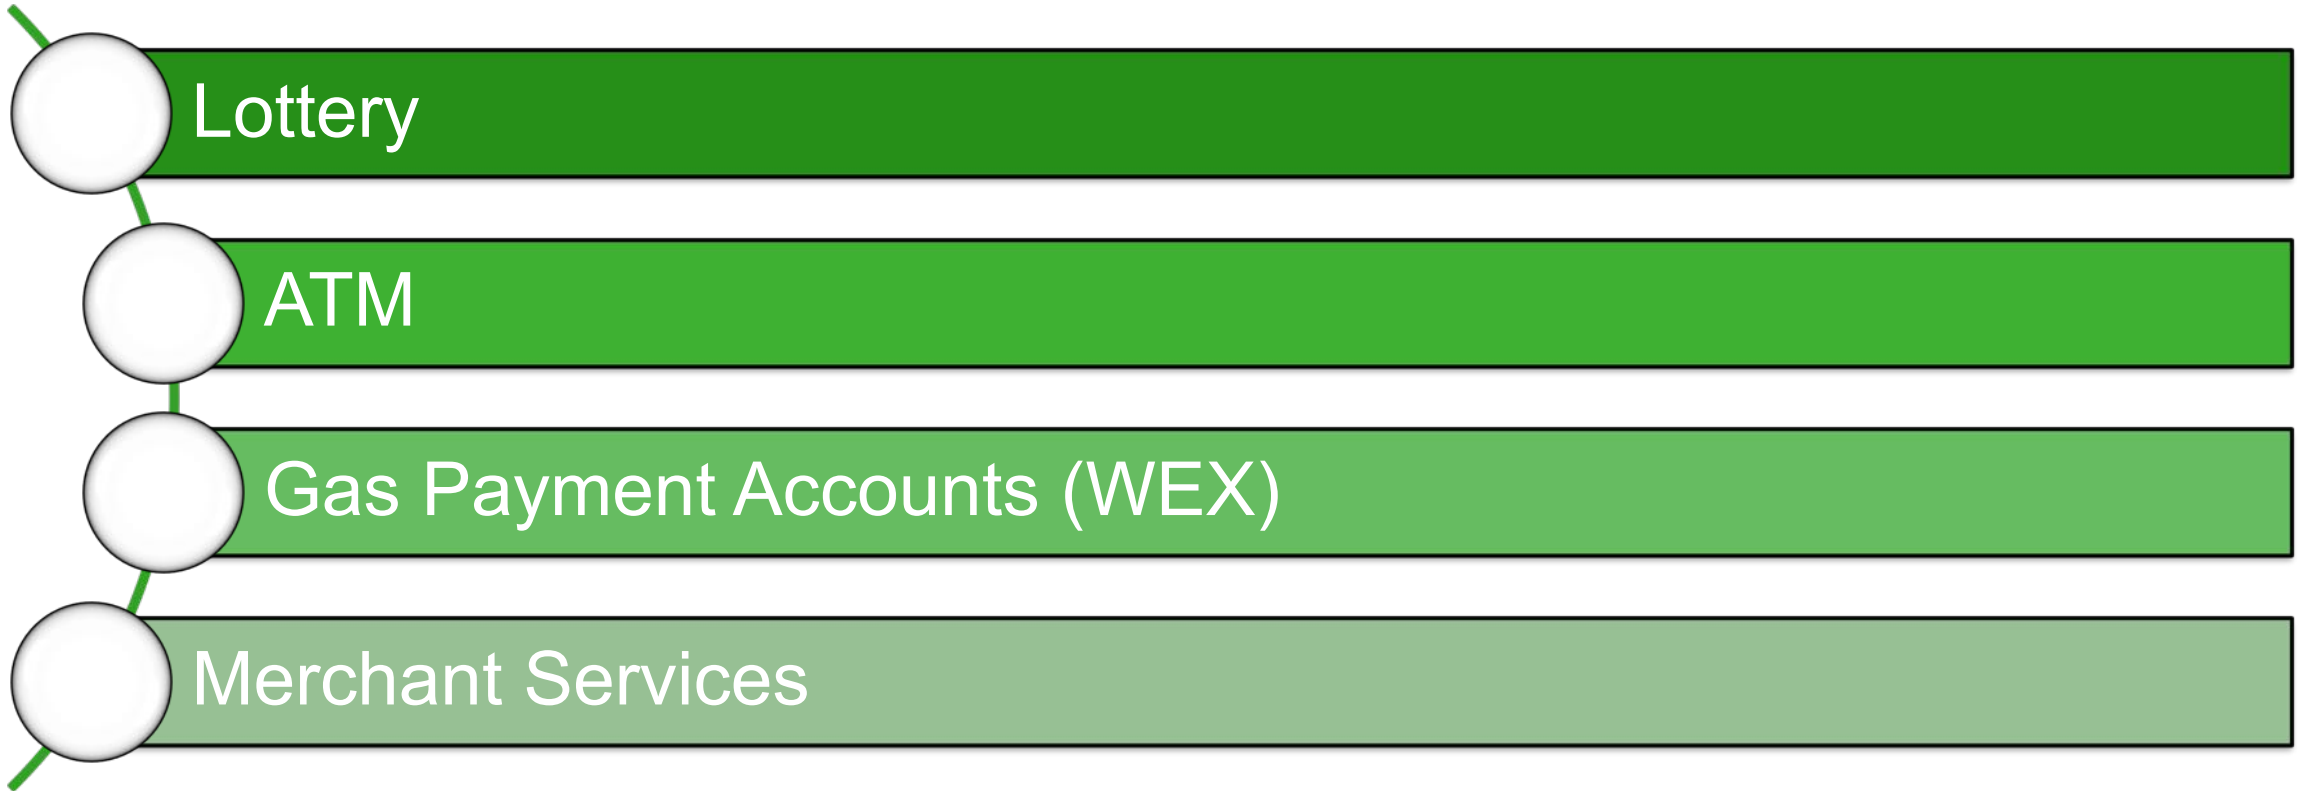 Lottery
ATM
Gas Payment Accounts (WEX)
Merchant Services